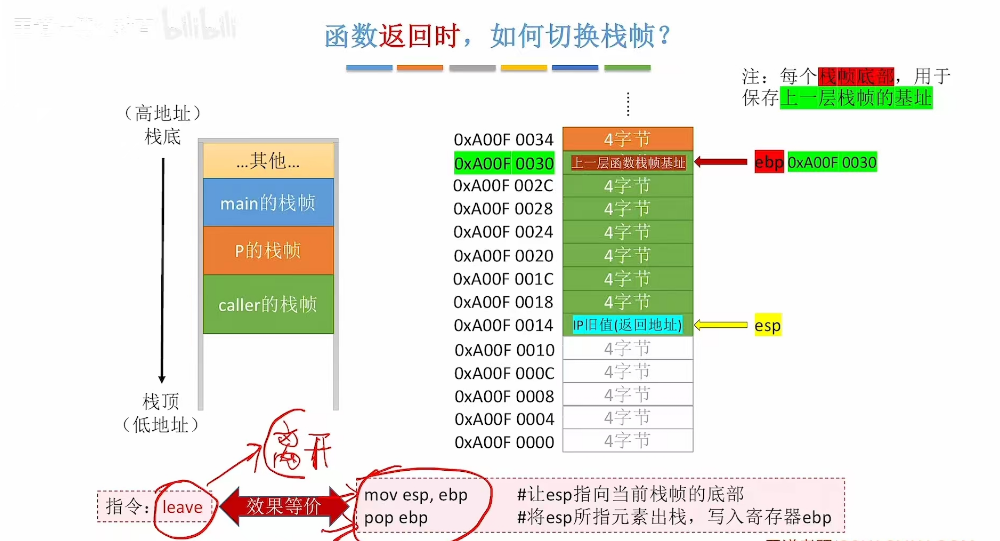 bilibili
函数返回时，如何切换栈帧？
注：每个栈帧底部，用于
保存上一层栈帧的基址
（高地址）
栈底
…其他…
main的栈帧
P的栈帧
caller的栈帧
栈顶
（低地址）
0xA00F 0034 4字节
0xA00F 0030 上一层函数栈帧基址 ebp 0xA00F 0030
0xA00F 002C 4字节
0xA00F 0028 4字节
0xA00F 0024 4字节
0xA00F 0020 4字节
0xA00F 001C 4字节
0xA00F 0018 4字节
0xA00F 0014 IP旧值(返回地址) esp
0xA00F 0010 4字节
0xA00F 000C 4字节
0xA00F 0008 4字节
0xA00F 0004 4字节
0xA00F 0000 4字节
离开
指令：leave 效果等价
mov esp, ebp #让esp指向当前栈帧的底部
pop ebp #将esp所指元素出栈，写入寄存器ebp